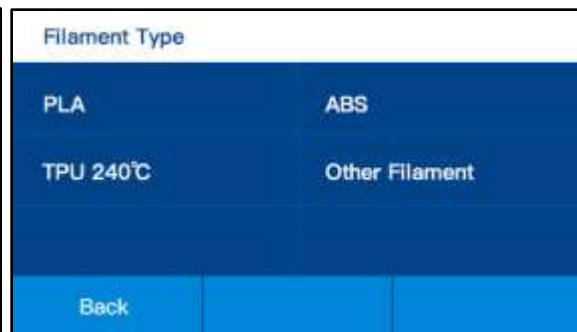 Filament Type
PLA ABS
TPU 240℃ Other Filament
Back